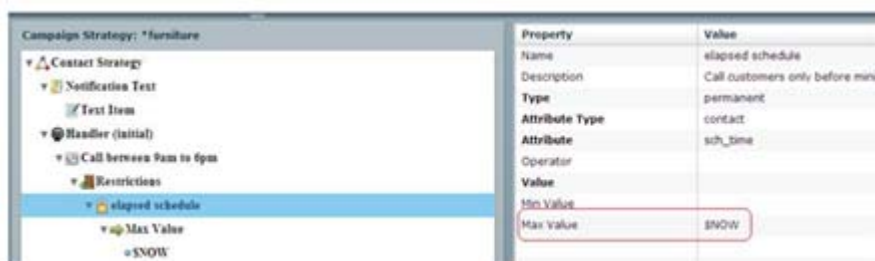 Campaign Strategy: *furniture
Contact Strategy
Notification Text
Text Item
Handler (initial)
Call between 9am to 6pm
Restrictions
elapsed schedule
Max Value
$NOW
Property Value
Name elapsed schedule
Description Call customers only before
Type permanent
Attribute Type contact
Attribute sch_time
Operator
Value
Min Value
Max Value $NOW